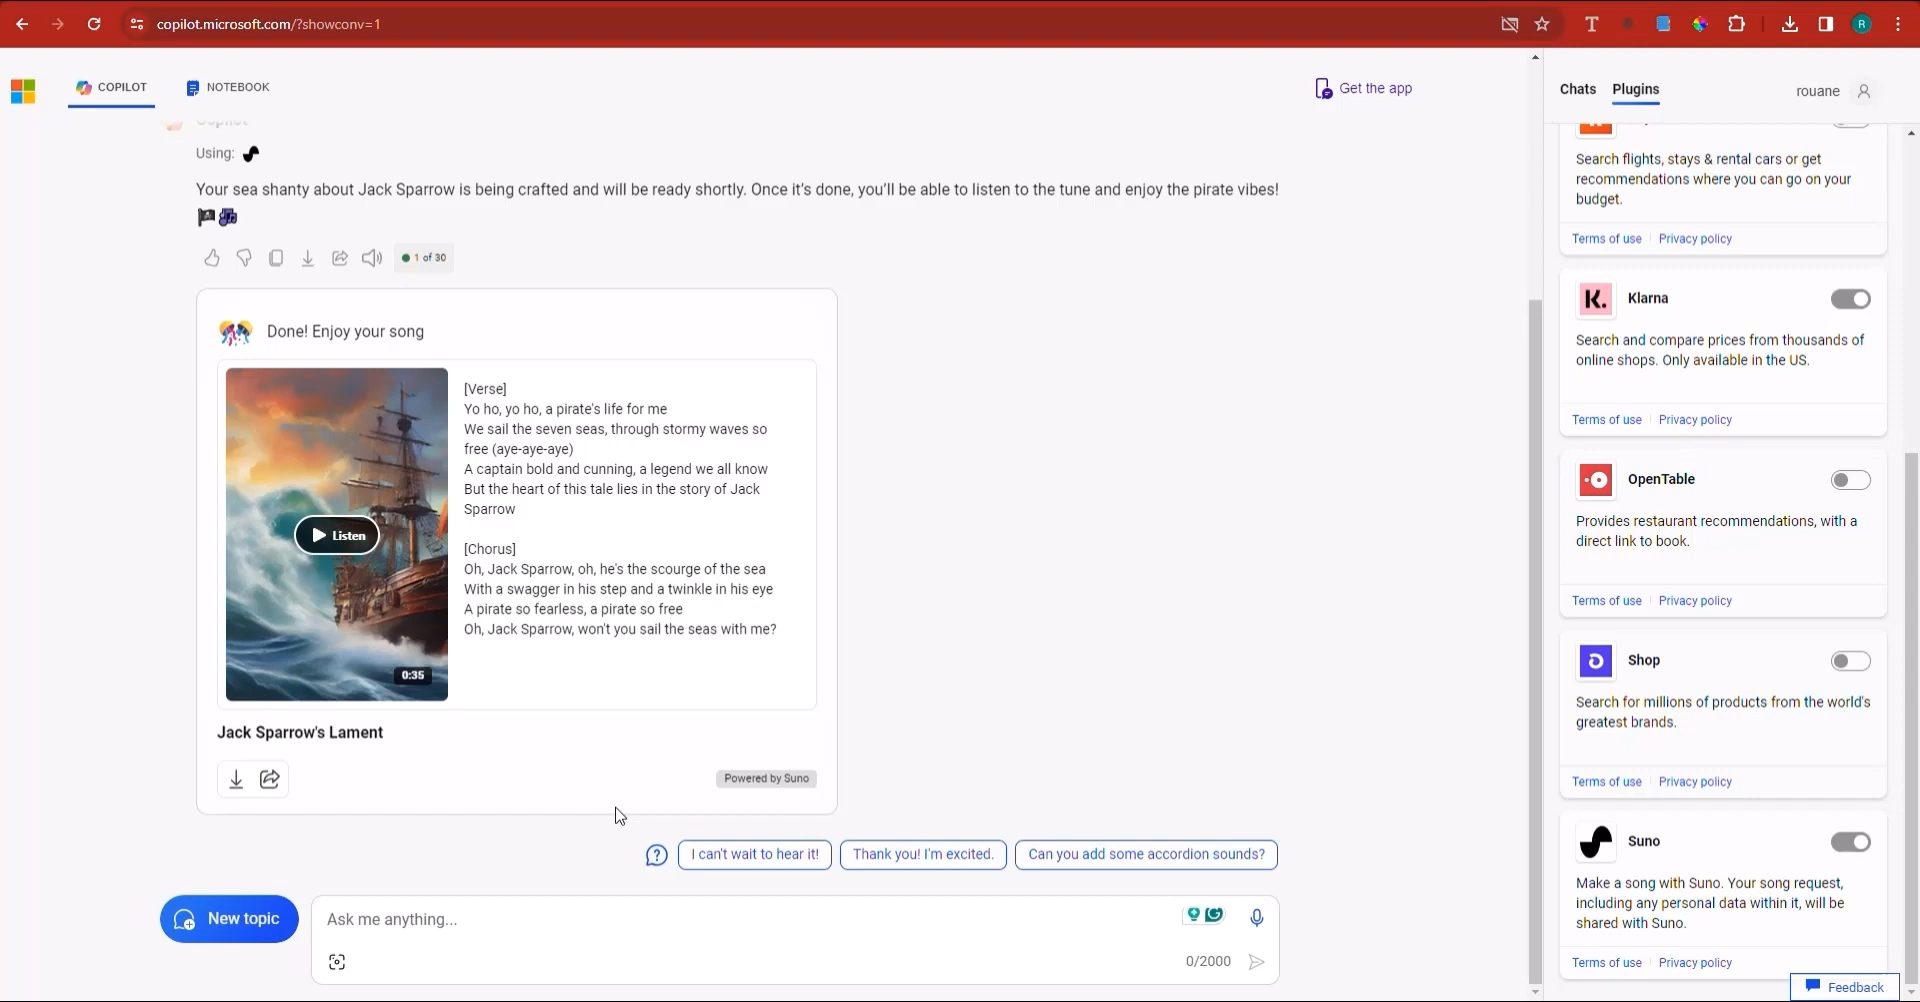 copilot.microsoft.com/?showconv=1
T
R
COPILOT
NOTEBOOK
Get the app
Chats
Plugins
rouane
Copilot
Using:
Your sea shanty about Jack Sparrow is being crafted and will be ready shortly. Once it's done, you'll be able to listen to the tune and enjoy the pirate vibes!
1 of 30
Done! Enjoy your song
[Verse]
Yo ho, yo ho, a pirate's life for me
We sail the seven seas, through stormy waves so
free (aye-aye-aye)
A captain bold and cunning, a legend we all know
But the heart of this tale lies in the story of Jack
Sparrow
[Chorus]
Oh, Jack Sparrow, oh, he's the scourge of the sea
With a swagger in his step and a twinkle in his eye
A pirate so fearless, a pirate so free
Oh, Jack Sparrow, won't you sail the seas with me?
Listen
0:35
Jack Sparrow's Lament
Powered by Suno
I can't wait to hear it!
Thank you! I'm excited.
Can you add some accordion sounds?
New topic
Ask me anything...
0/2000
Search flights, stays & rental cars or get
recommendations where you can go on your
budget.
Terms of use
Privacy policy
K.
Klarna
Search and compare prices from thousands of
online shops. Only available in the US.
Terms of use
Privacy policy
OpenTable
Provides restaurant recommendations, with a
direct link to book.
Terms of use
Privacy policy
Shop
Search for millions of products from the world's
greatest brands.
Terms of use
Privacy policy
Suno
Make a song with Suno. Your song request,
including any personal data within it, will be
shared with Suno.
Terms of use
Privacy policy
Feedback